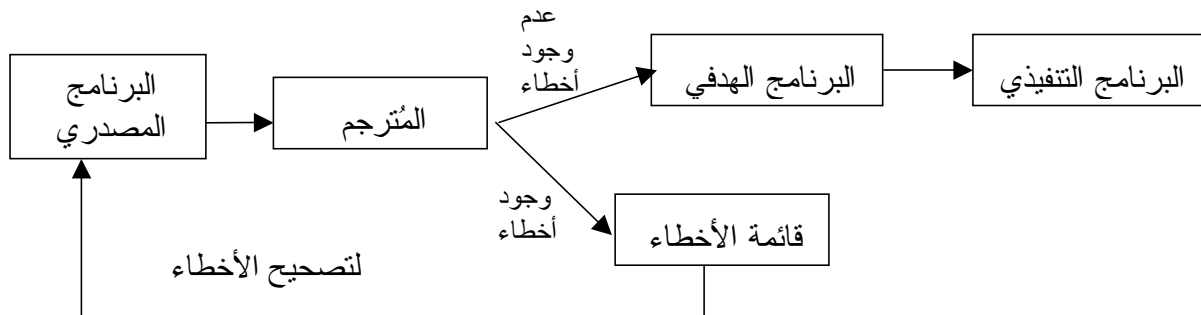 البرنامج
المصدري
المُترجم
عدم
وجود
أخطاء
البرنامج الهدفي
البرنامج التنفيذي
وجود
أخطاء
قائمة الأخطاء
لتصحيح الأخطاء